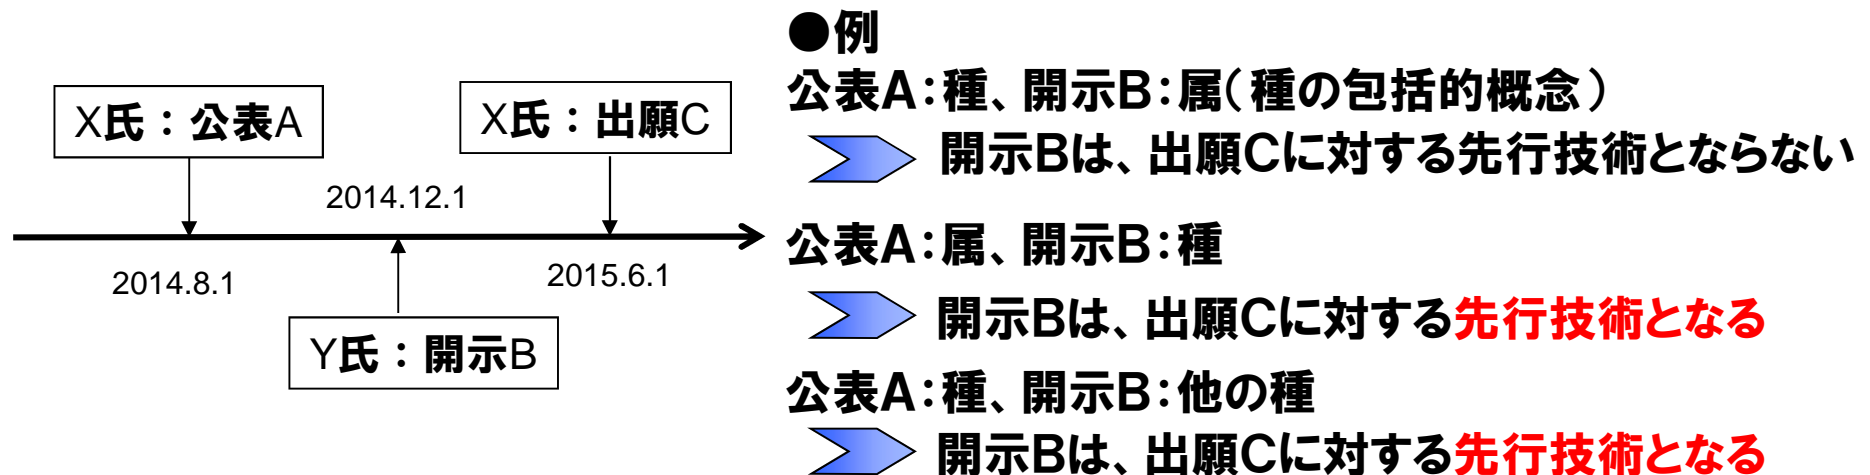 X氏：公表A
X氏：出願C
2014.12.1
2014.8.1
2015.6.1
Y氏：開示B
●例
公表A：種、開示B：属（種の包括的概念）
開示Bは、出願Cに対する先行技術とならない
公表A：属、開示B：種
開示Bは、出願Cに対する先行技術となる
公表A：種、開示B：他の種
開示Bは、出願Cに対する先行技術となる